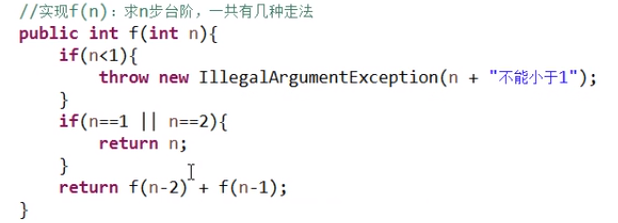 //实现f(n)：求n步台阶，一共有几种走法
public int f(int n){
    if(n<1){
        throw new IllegalArgumentException(n + "不能小于1");
    }
    if(n==1 || n==2){
        return n;
    }
    return f(n-2) + f(n-1);
}